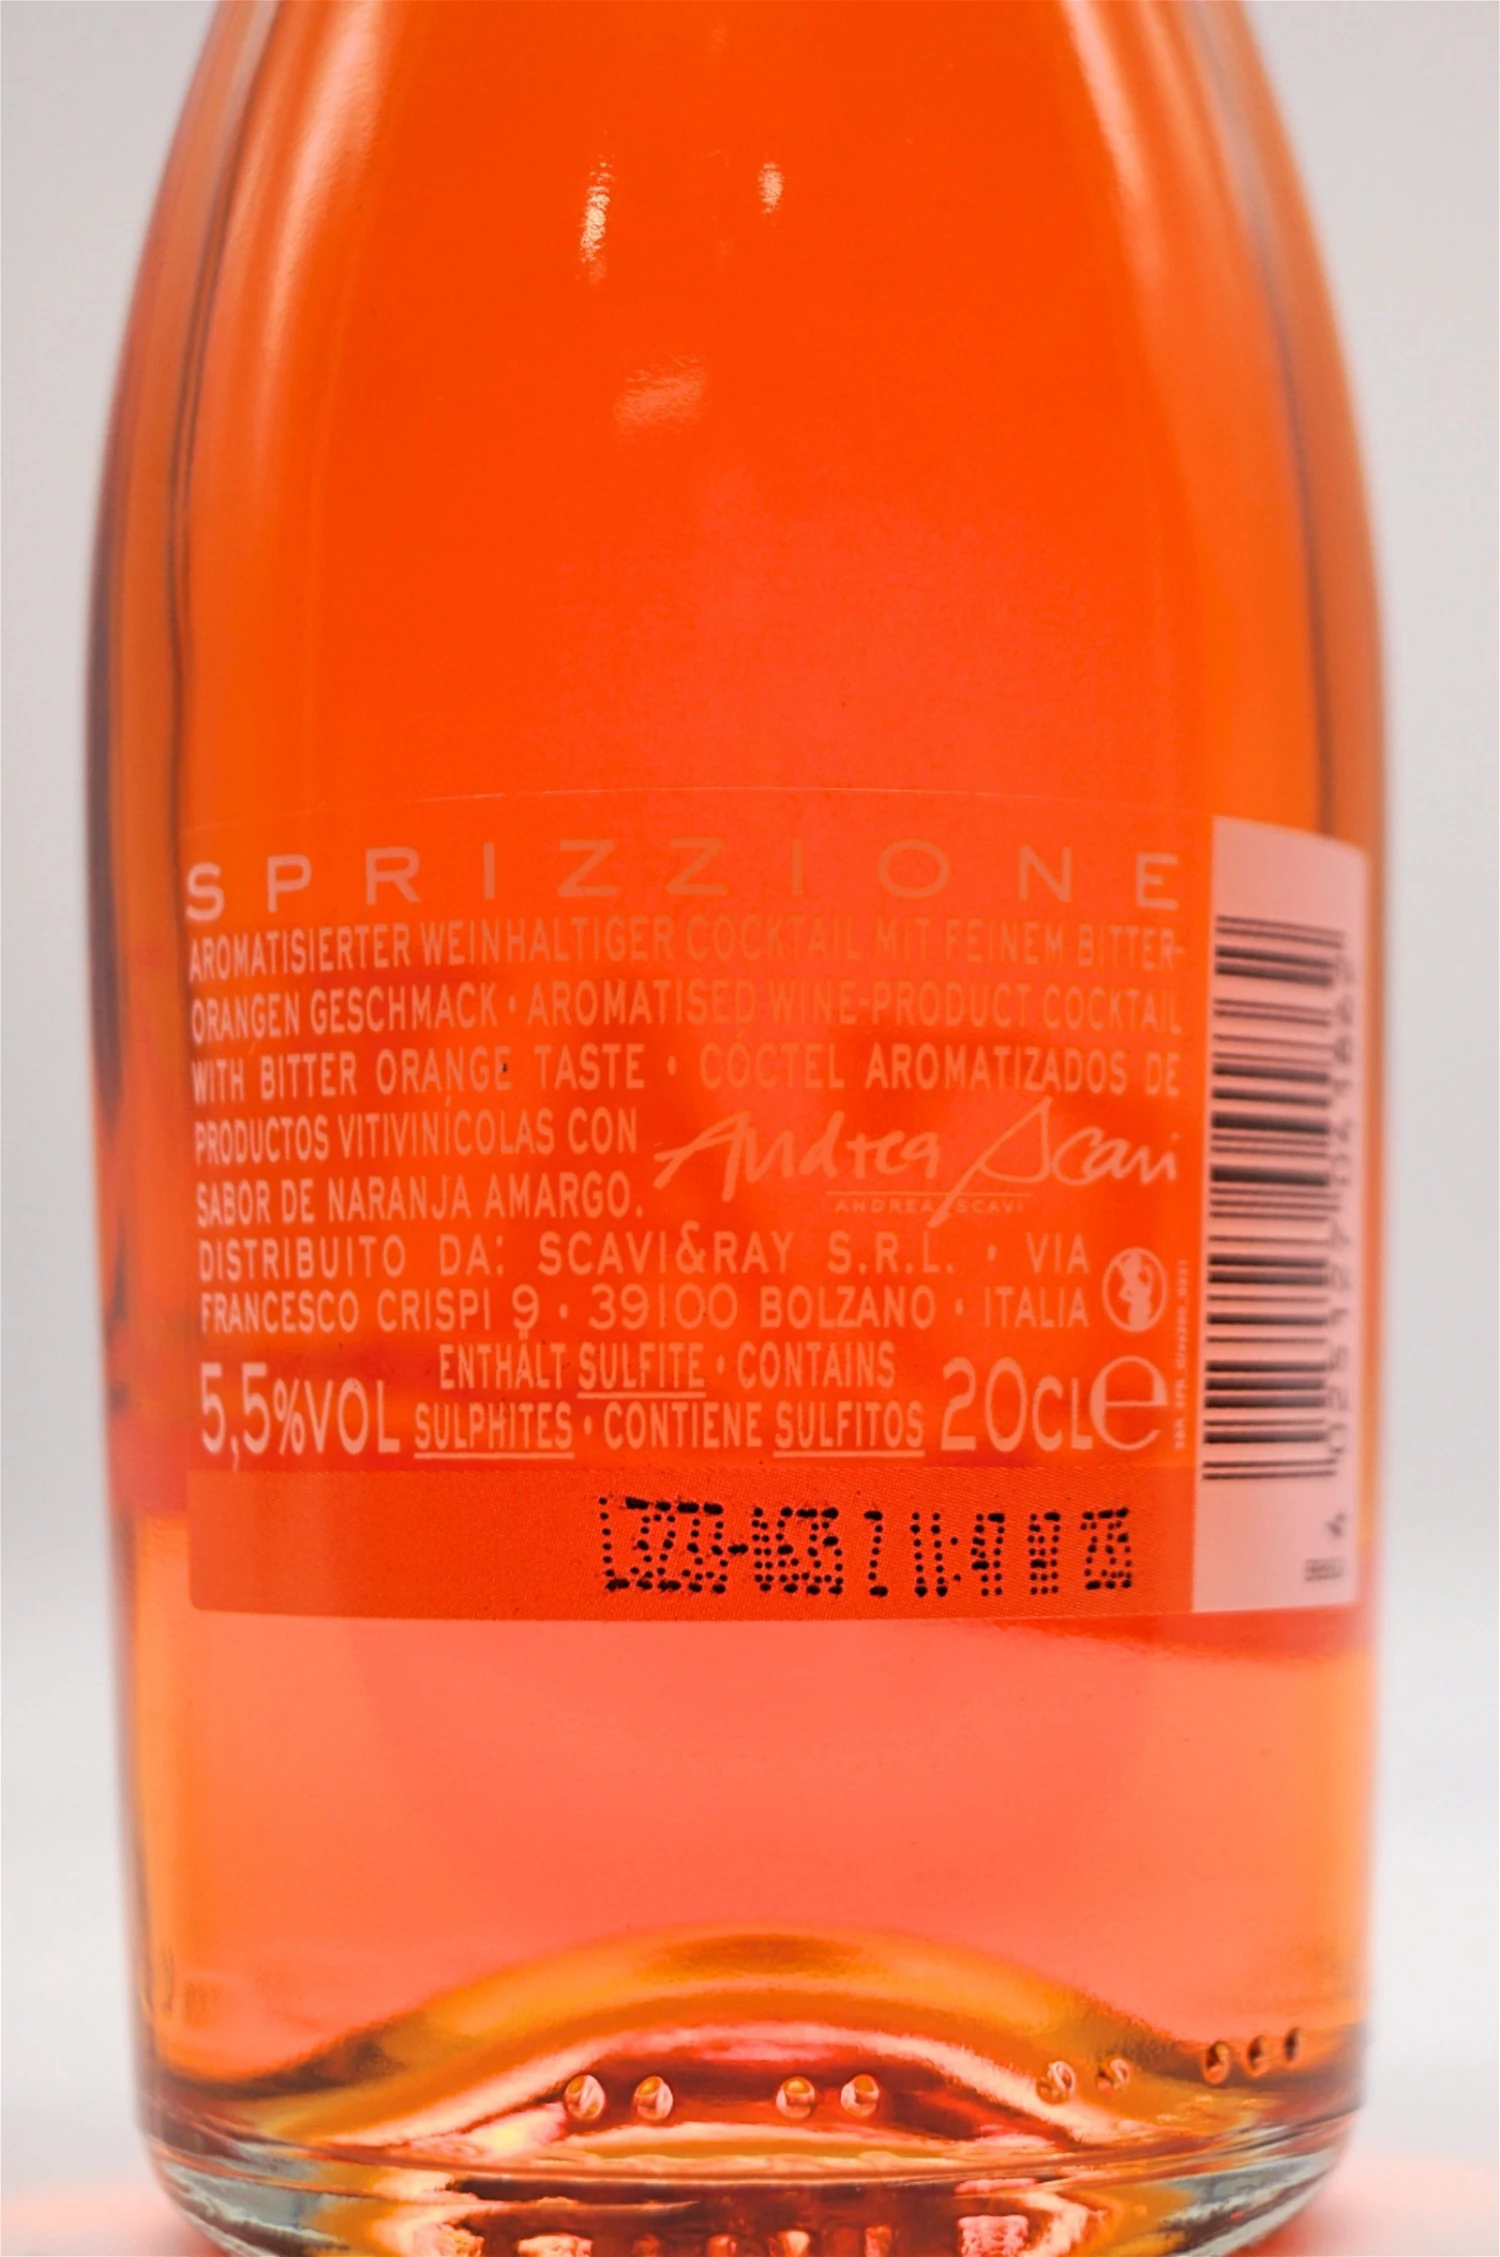 SPRIZZIONE
AROMATISIERTER WEINHALTIGER COCKTAIL MIT FEINEM BITTER-
ORANGEN GESCHMACK · AROMATISED WINE-PRODUCT COCKTAIL
WITH BITTER ORANGE TASTE · CÓCTEL AROMATIZADOS DE
PRODUCTOS VITIVINÍCOLAS CON
SABOR DE NARANJA AMARGO.
Andrea Scavi
ANDREA SCAVI
DISTRIBUITO DA: SCAVI&RAY S.R.L. · VIA
FRANCESCO CRISPI 9 · 39100 BOLZANO · ITALIA
ENTHÄLT SULFITE · CONTAINS
SULPHITES · CONTIENE SULFITOS
5,5%VOL
20CL℮